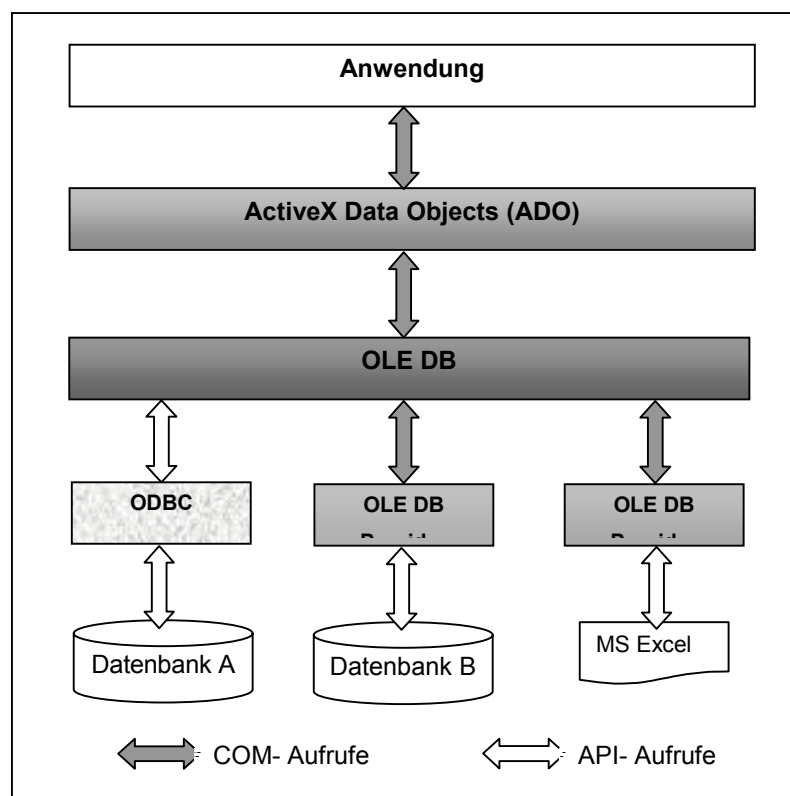 Anwendung
ActiveX Data Objects (ADO)
OLE DB
ODBC
OLE DB
OLE DB
Datenbank A
Datenbank B
MS Excel
COM- Aufrufe
API- Aufrufe